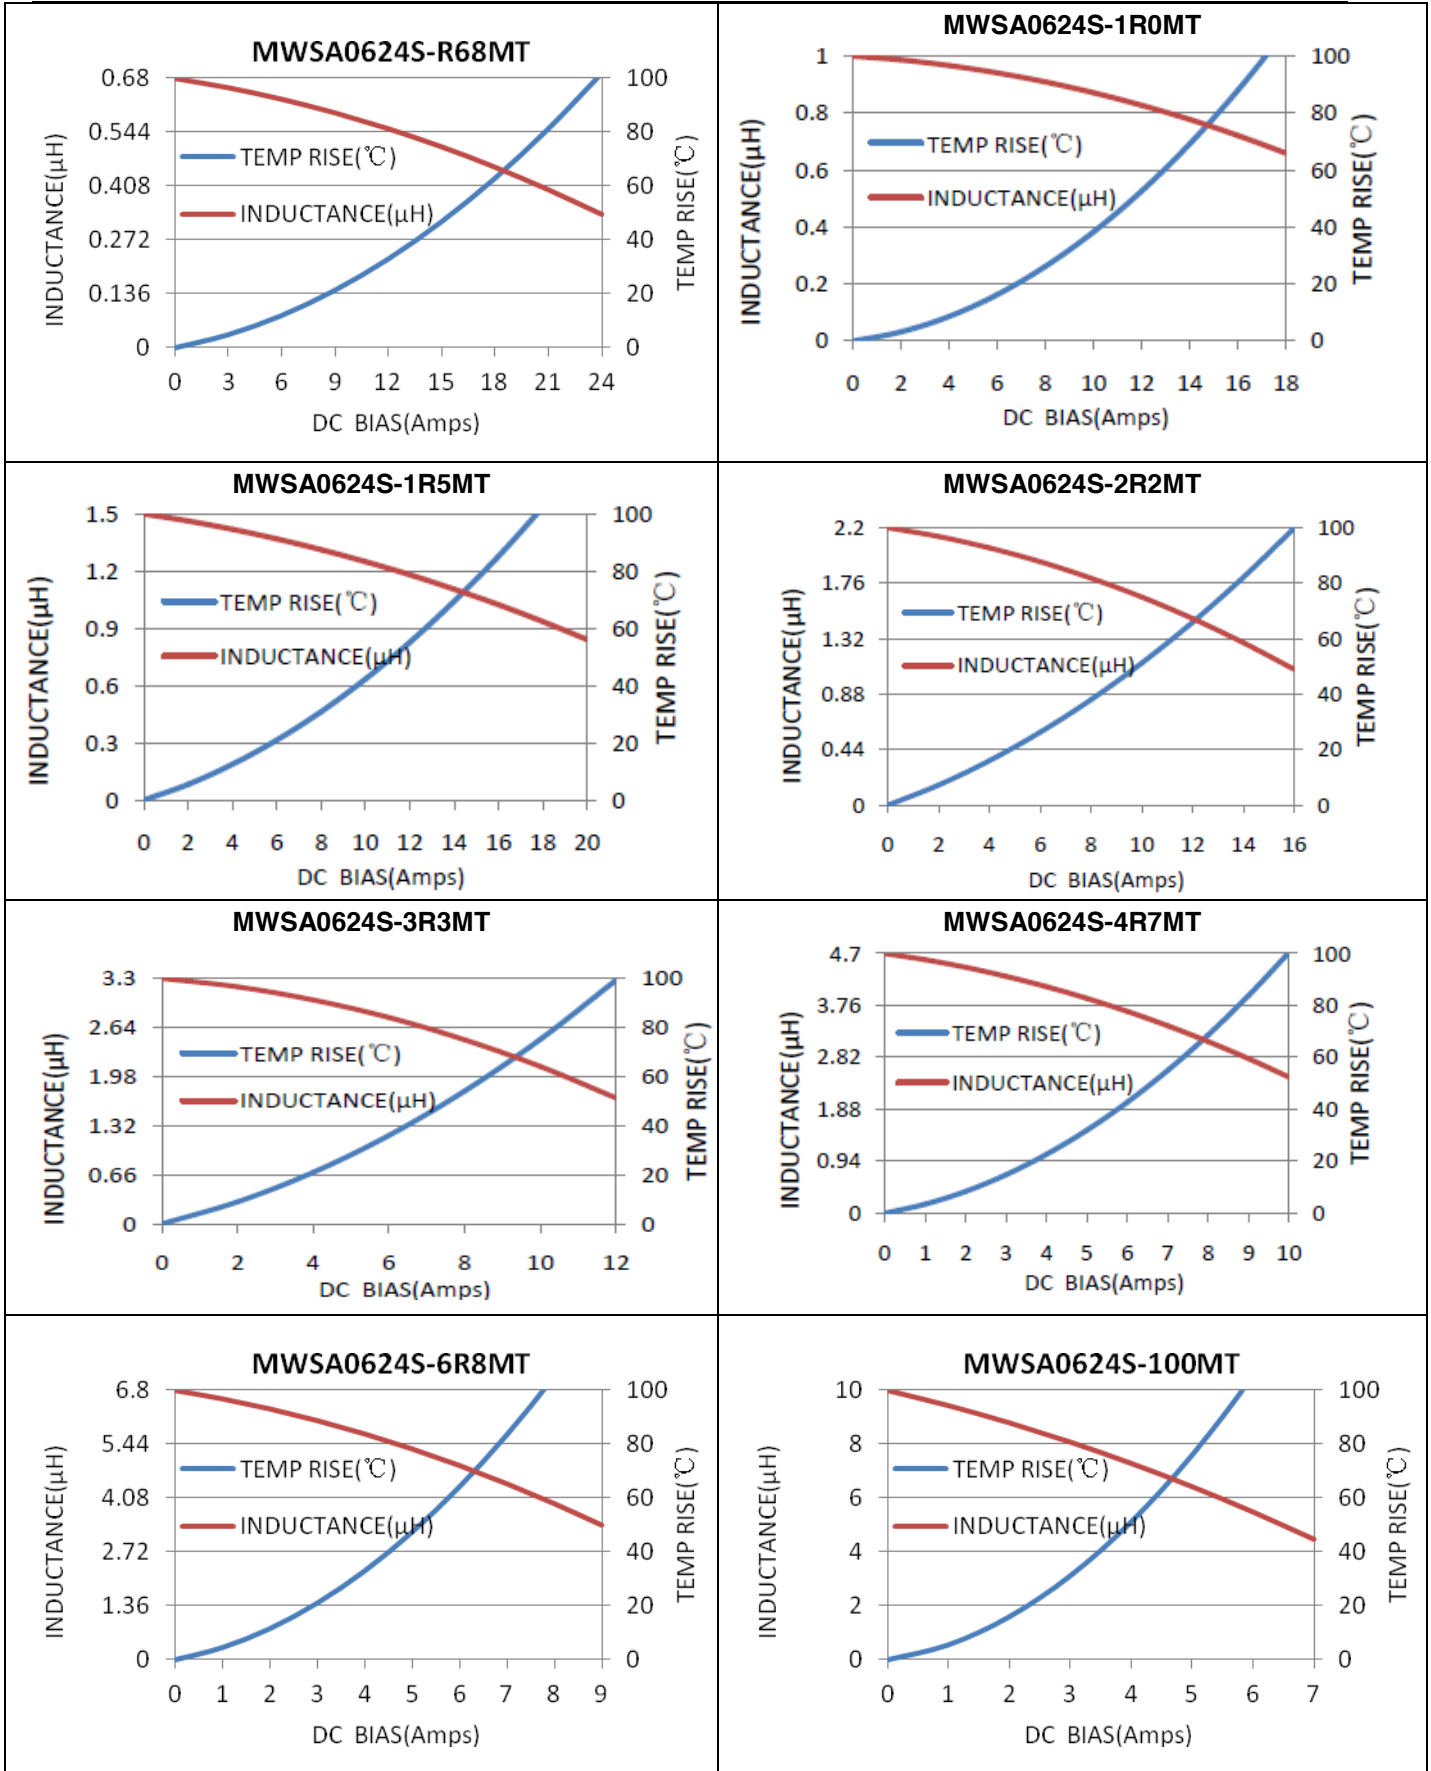 MWSA0624S-R68MT
0.68
0.544
0.408
0.272
0.136
0
100
80
60
40
20
0
INDUCTANCE(μH)
TEMP RISE(℃)
TEMP RISE(℃)
INDUCTANCE(μH)
0 3 6 9 12 15 18 21 24
DC BIAS(Amps)
MWSA0624S-1R0MT
1
0.8
0.6
0.4
0.2
0
100
80
60
40
20
0
INDUCTANCE(μH)
TEMP RISE(℃)
TEMP RISE(℃)
INDUCTANCE(μH)
0 2 4 6 8 10 12 14 16 18
DC BIAS(Amps)
MWSA0624S-1R5MT
1.5
1.2
0.9
0.6
0.3
0
100
80
60
40
20
0
INDUCTANCE(μH)
TEMP RISE(℃)
TEMP RISE(℃)
INDUCTANCE(μH)
0 2 4 6 8 10 12 14 16 18 20
DC BIAS(Amps)
MWSA0624S-2R2MT
2.2
1.76
1.32
0.88
0.44
0
100
80
60
40
20
0
INDUCTANCE(μH)
TEMP RISE(℃)
TEMP RISE(℃)
INDUCTANCE(μH)
0 2 4 6 8 10 12 14 16
DC BIAS(Amps)
MWSA0624S-3R3MT
3.3
2.64
1.98
1.32
0.66
0
100
80
60
40
20
0
INDUCTANCE(μH)
TEMP RISE(℃)
TEMP RISE(℃)
INDUCTANCE(μH)
0 2 4 6 8 10 12
DC BIAS(Amps)
MWSA0624S-4R7MT
4.7
3.76
2.82
1.88
0.94
0
100
80
60
40
20
0
INDUCTANCE(μH)
TEMP RISE(℃)
TEMP RISE(℃)
INDUCTANCE(μH)
0 1 2 3 4 5 6 7 8 9 10
DC BIAS(Amps)
MWSA0624S-6R8MT
6.8
5.44
4.08
2.72
1.36
0
100
80
60
40
20
0
INDUCTANCE(μH)
TEMP RISE(℃)
TEMP RISE(℃)
INDUCTANCE(μH)
0 1 2 3 4 5 6 7 8 9
DC BIAS(Amps)
MWSA0624S-100MT
10
8
6
4
2
0
100
80
60
40
20
0
INDUCTANCE(μH)
TEMP RISE(℃)
TEMP RISE(℃)
INDUCTANCE(μH)
0 1 2 3 4 5 6 7
DC BIAS(Amps)